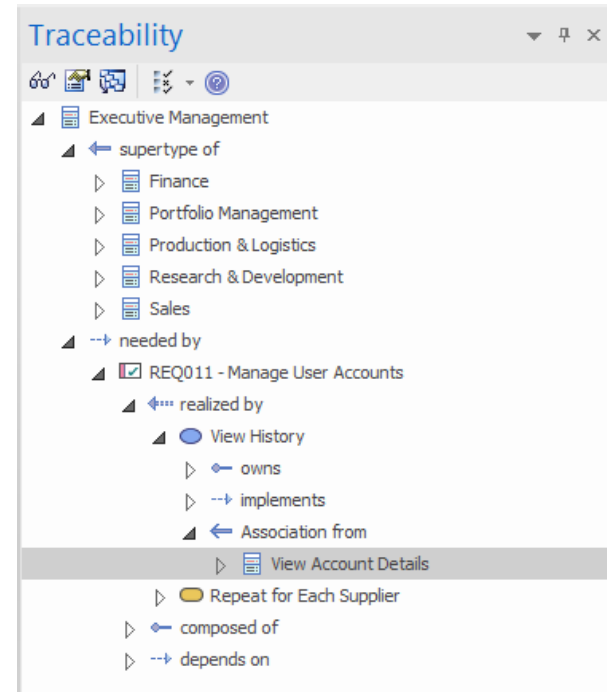 Traceability
Executive Management
supertype of
Finance
Portfolio Management
Production & Logistics
Research & Development
Sales
needed by
REQ011 - Manage User Accounts
realized by
View History
owns
implements
Association from
View Account Details
Repeat for Each Supplier
composed of
depends on